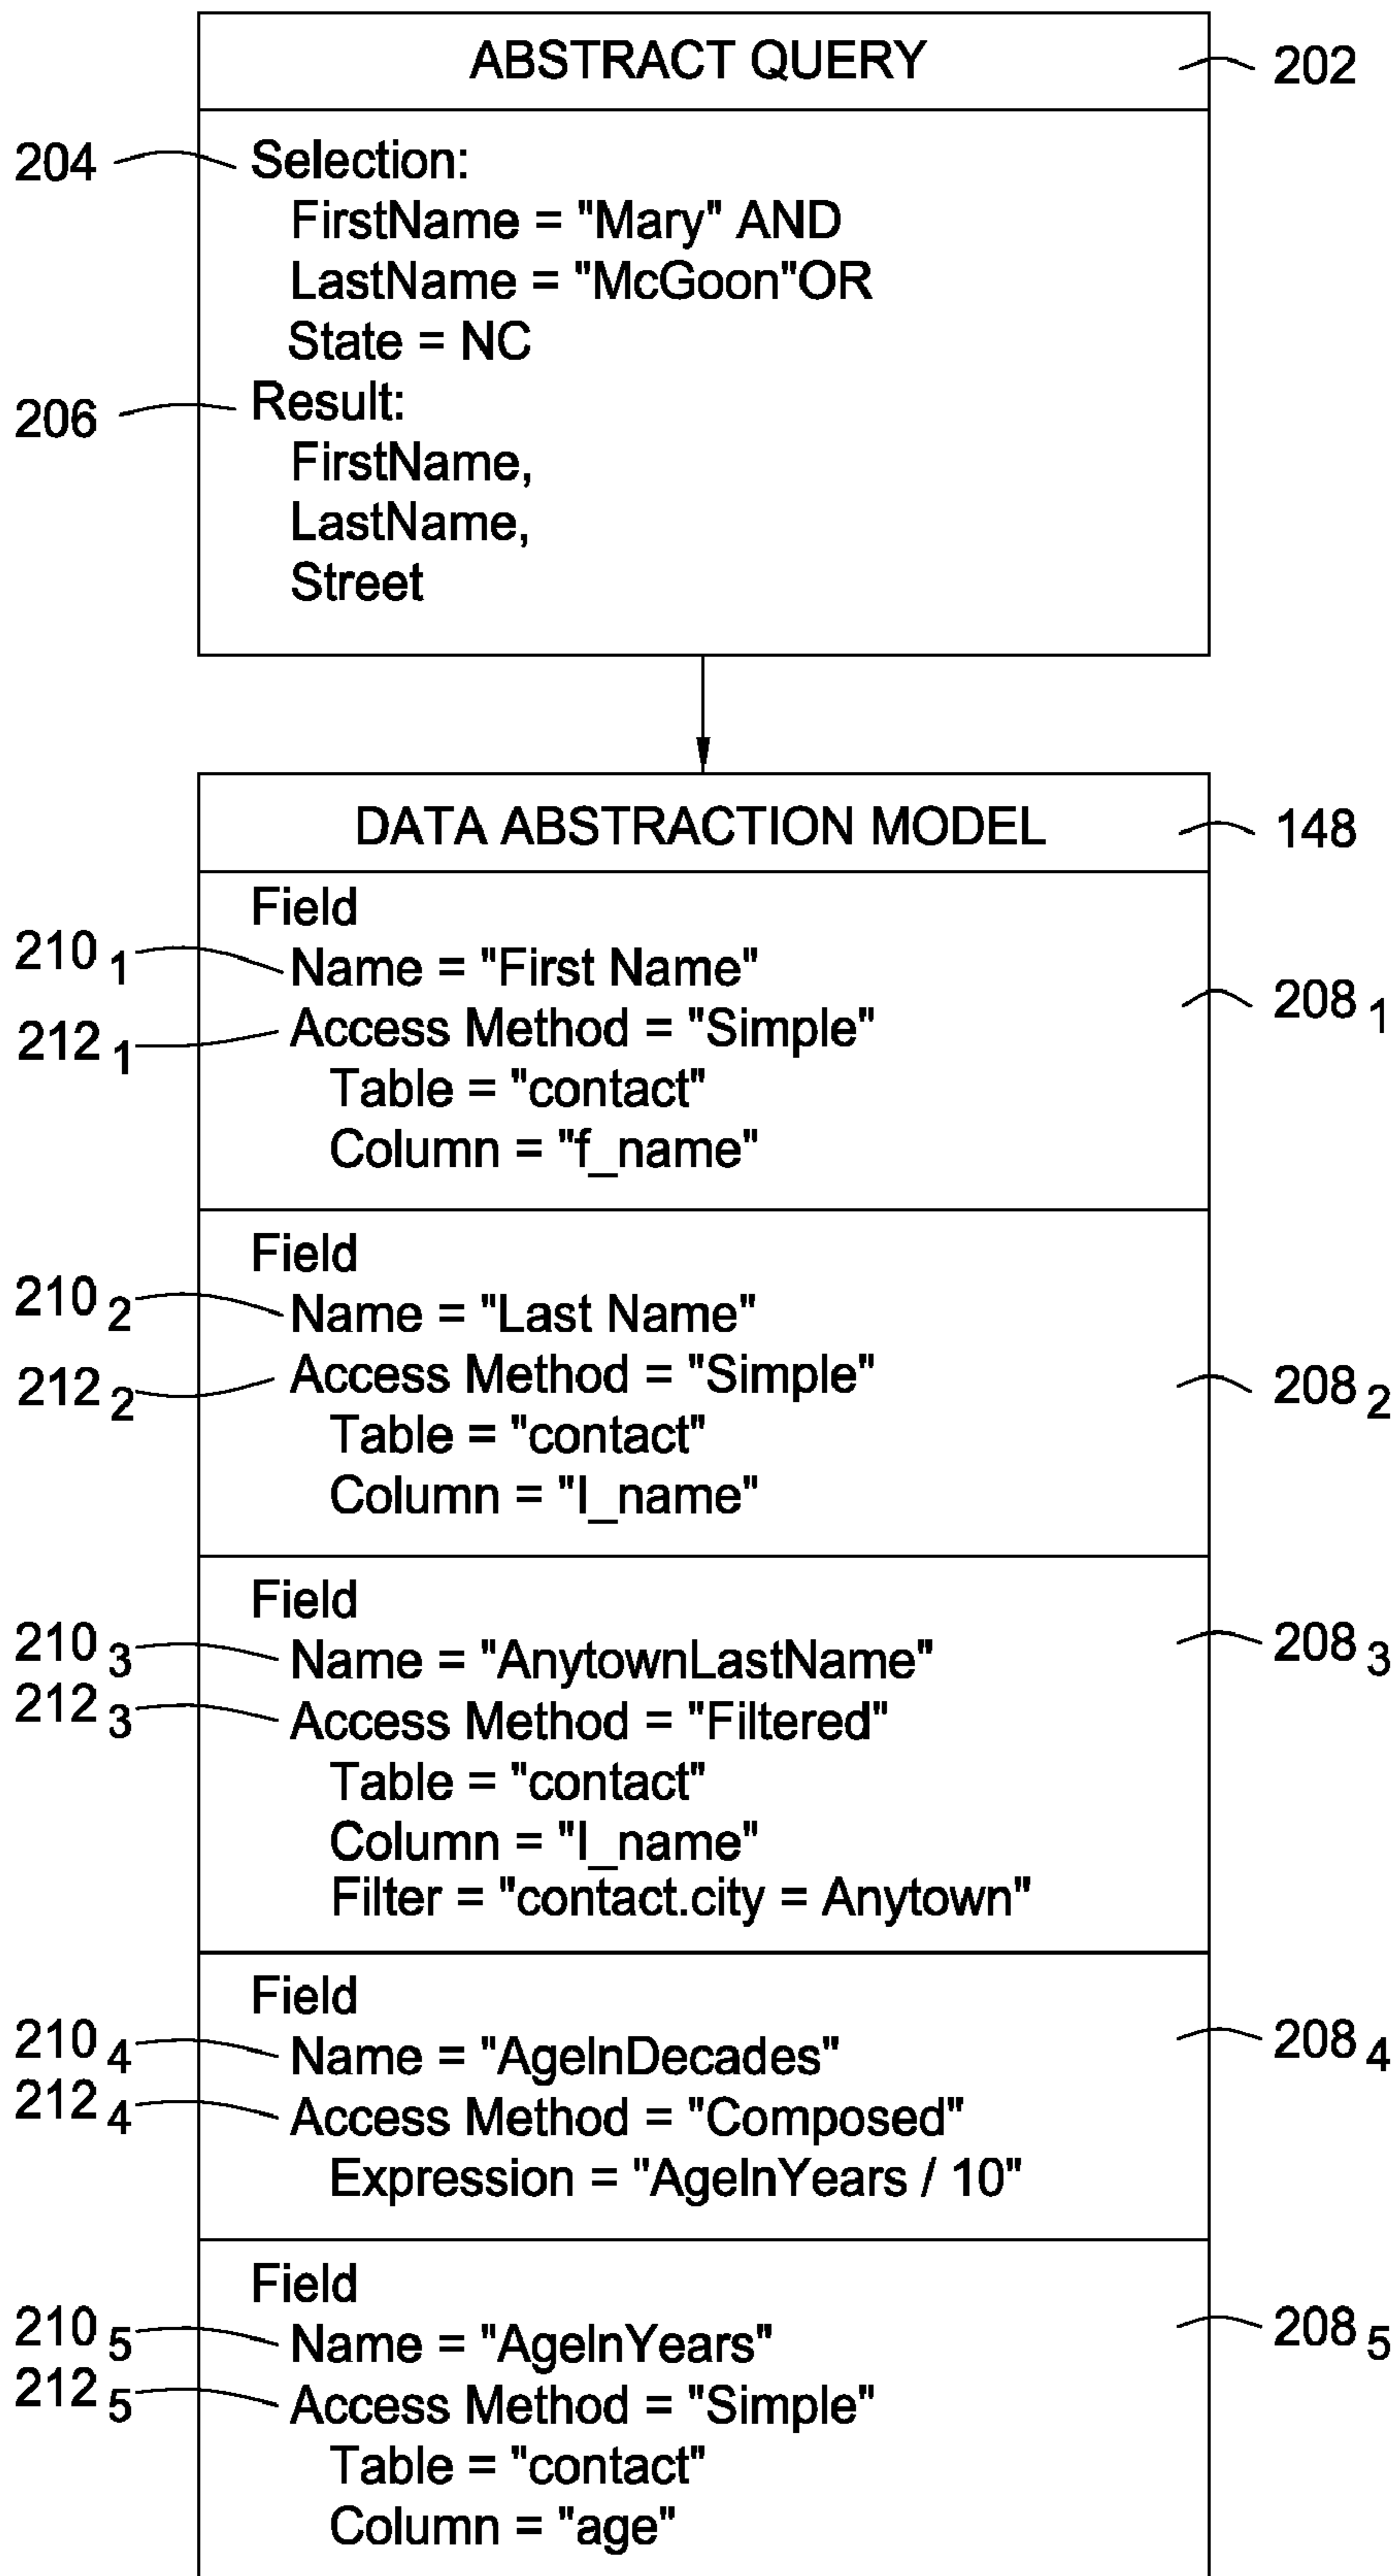 ABSTRACT QUERY 202
204 Selection:
FirstName = "Mary" AND
LastName = "McGoon"OR
State = NC
206 Result:
FirstName,
LastName,
Street
DATA ABSTRACTION MODEL 148
Field
210 1 Name = "First Name"
208 1
212 1 Access Method = "Simple"
Table = "contact"
Column = "f_name"
Field
210 2 Name = "Last Name"
212 2 Access Method = "Simple" 208 2
Table = "contact"
Column = "l_name"
Field
210 3 Name = "AnytownLastName" 208 3
212 3 Access Method = "Filtered"
Table = "contact"
Column = "l_name"
Filter = "contact.city = Anytown"
Field
210 4 Name = "AgeInDecades" 208 4
212 4 Access Method = "Composed"
Expression = "AgeInYears / 10"
Field
210 5 Name = "AgeInYears" 208 5
212 5 Access Method = "Simple"
Table = "contact"
Column = "age"